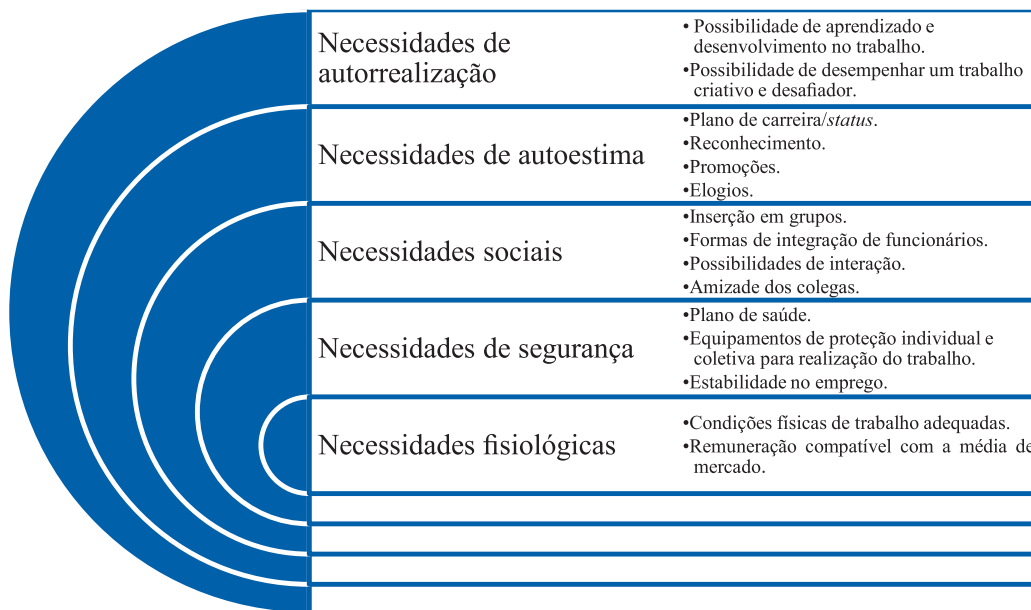 Necessidades de
autorrealização
• Possibilidade de aprendizado e
desenvolvimento no trabalho.
•Possibilidade de desempenhar um trabalho
criativo e desafiador.
Necessidades de autoestima
•Plano de carreira/status.
•Reconhecimento.
•Promoções.
•Elogios.
Necessidades sociais
•Inserção em grupos.
•Formas de integração de funcionários.
•Possibilidades de interação.
•Amizade dos colegas.
Necessidades de segurança
•Plano de saúde.
•Equipamentos de proteção individual e
coletiva para realização do trabalho.
•Estabilidade no emprego.
Necessidades fisiológicas
•Condições físicas de trabalho adequadas.
•Remuneração compatível com a média de
mercado.